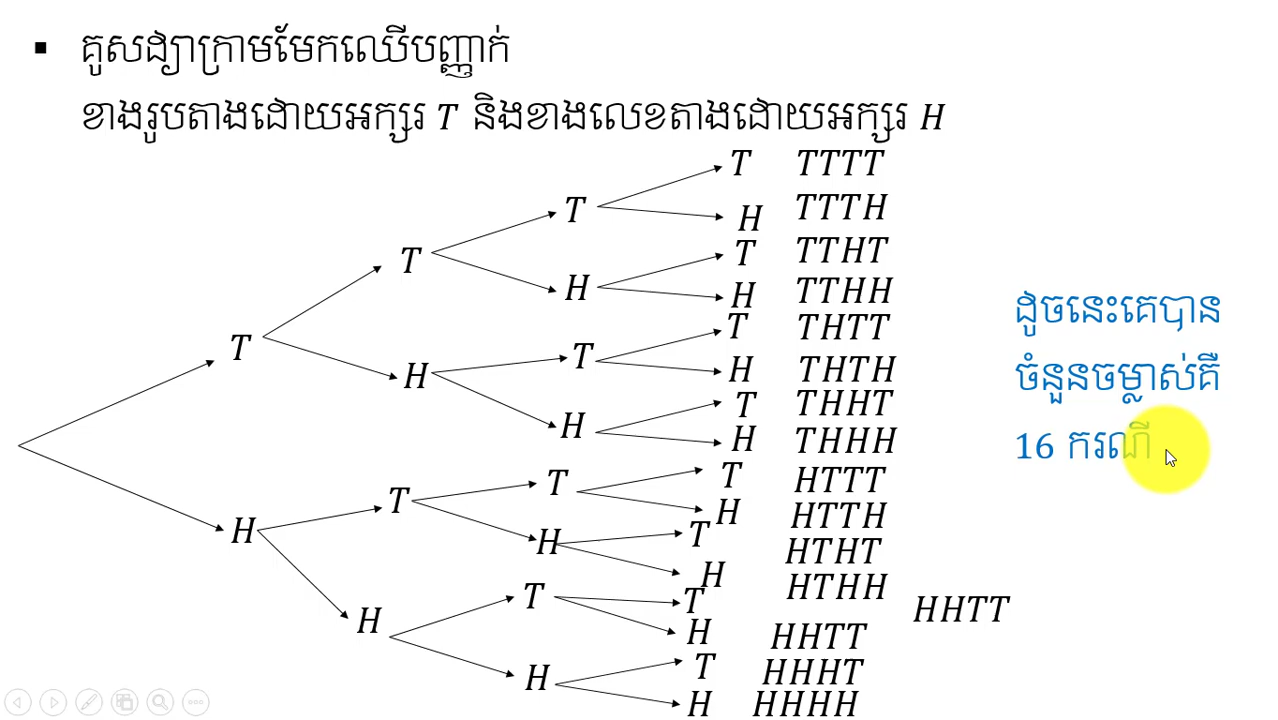 ▪ គូសង្យាក្រាមមែកឈើបញ្ញាក់
ខាងរូបតាងដោយអក្សរ T និងខាងលេខតាងដោយអក្សរ H
T TTTT
T
H TTTH
T
T TTHT
H
H TTHH
T
T THTT
T
H THTH
H
T THHT
H
H THHH
T HTTT
T
T
H HTTH
H
T HTHT
H
H HTHH
T
T HHTT
H
H HHTT
T HHHT
H
H HHHH
ដូចនេះគេបាន
ចំនួនចម្លាស់គឺ
16 ករណី